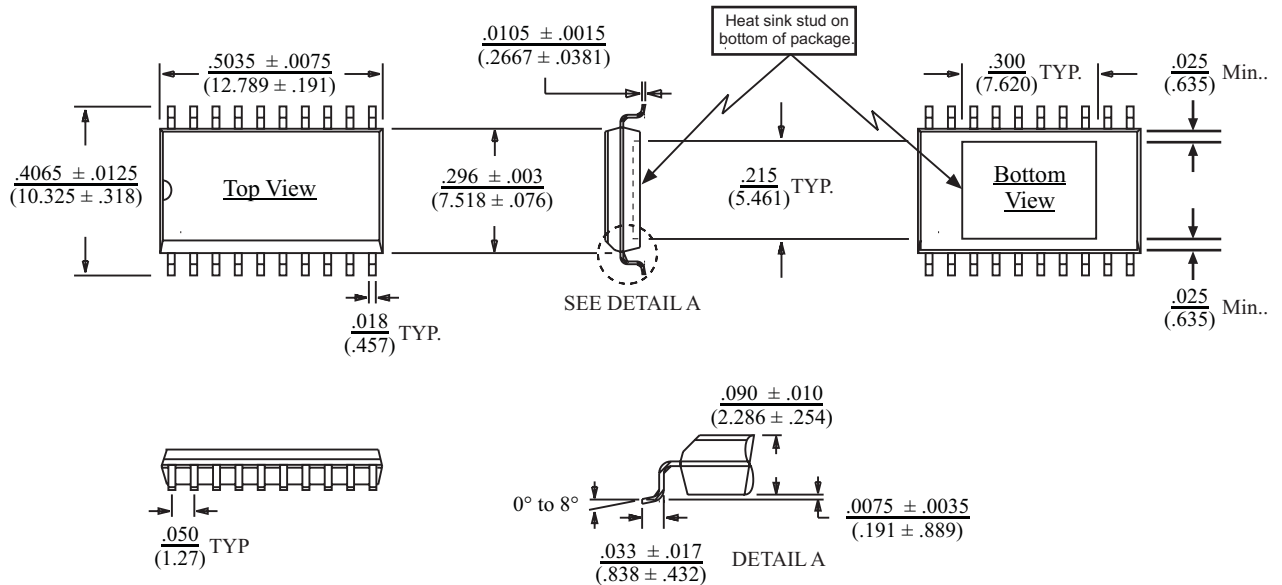 Heat sink stud on
bottom of package.
.0105 ± .0015
(.2667 ± .0381)
.5035 ± .0075
(12.789 ± .191)
.300 TYP.
(7.620)
.025 Min..
(.635)
.4065 ± .0125
(10.325 ± .318)
Top View
.296 ± .003
(7.518 ± .076)
.215 TYP.
(5.461)
Bottom
View
SEE DETAIL A
.018 TYP.
(.457)
.025 Min..
(.635)
.090 ± .010
(2.286 ± .254)
0° to 8°
.0075 ± .0035
(.191 ± .889)
.050 TYP
(1.27)
.033 ± .017
(.838 ± .432)
DETAIL A